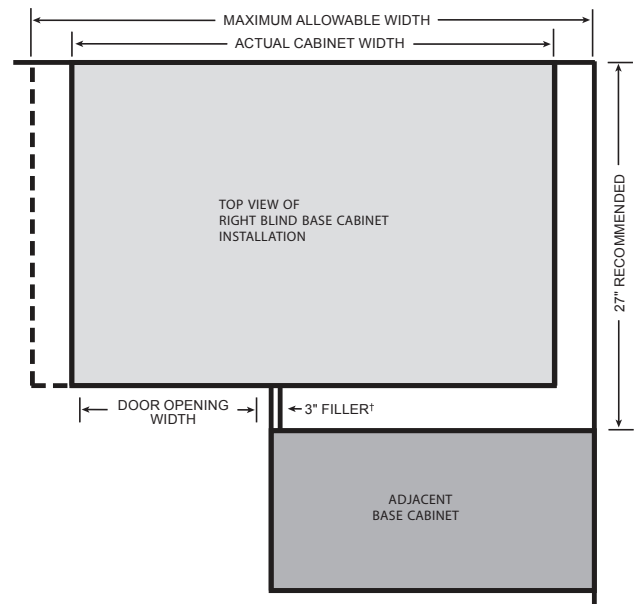 MAXIMUM ALLOWABLE WIDTH
ACTUAL CABINET WIDTH
TOP VIEW OF
RIGHT BLIND BASE CABINET
INSTALLATION
27" RECOMMENDED
DOOR OPENING
WIDTH
3" FILLER†
ADJACENT
BASE CABINET